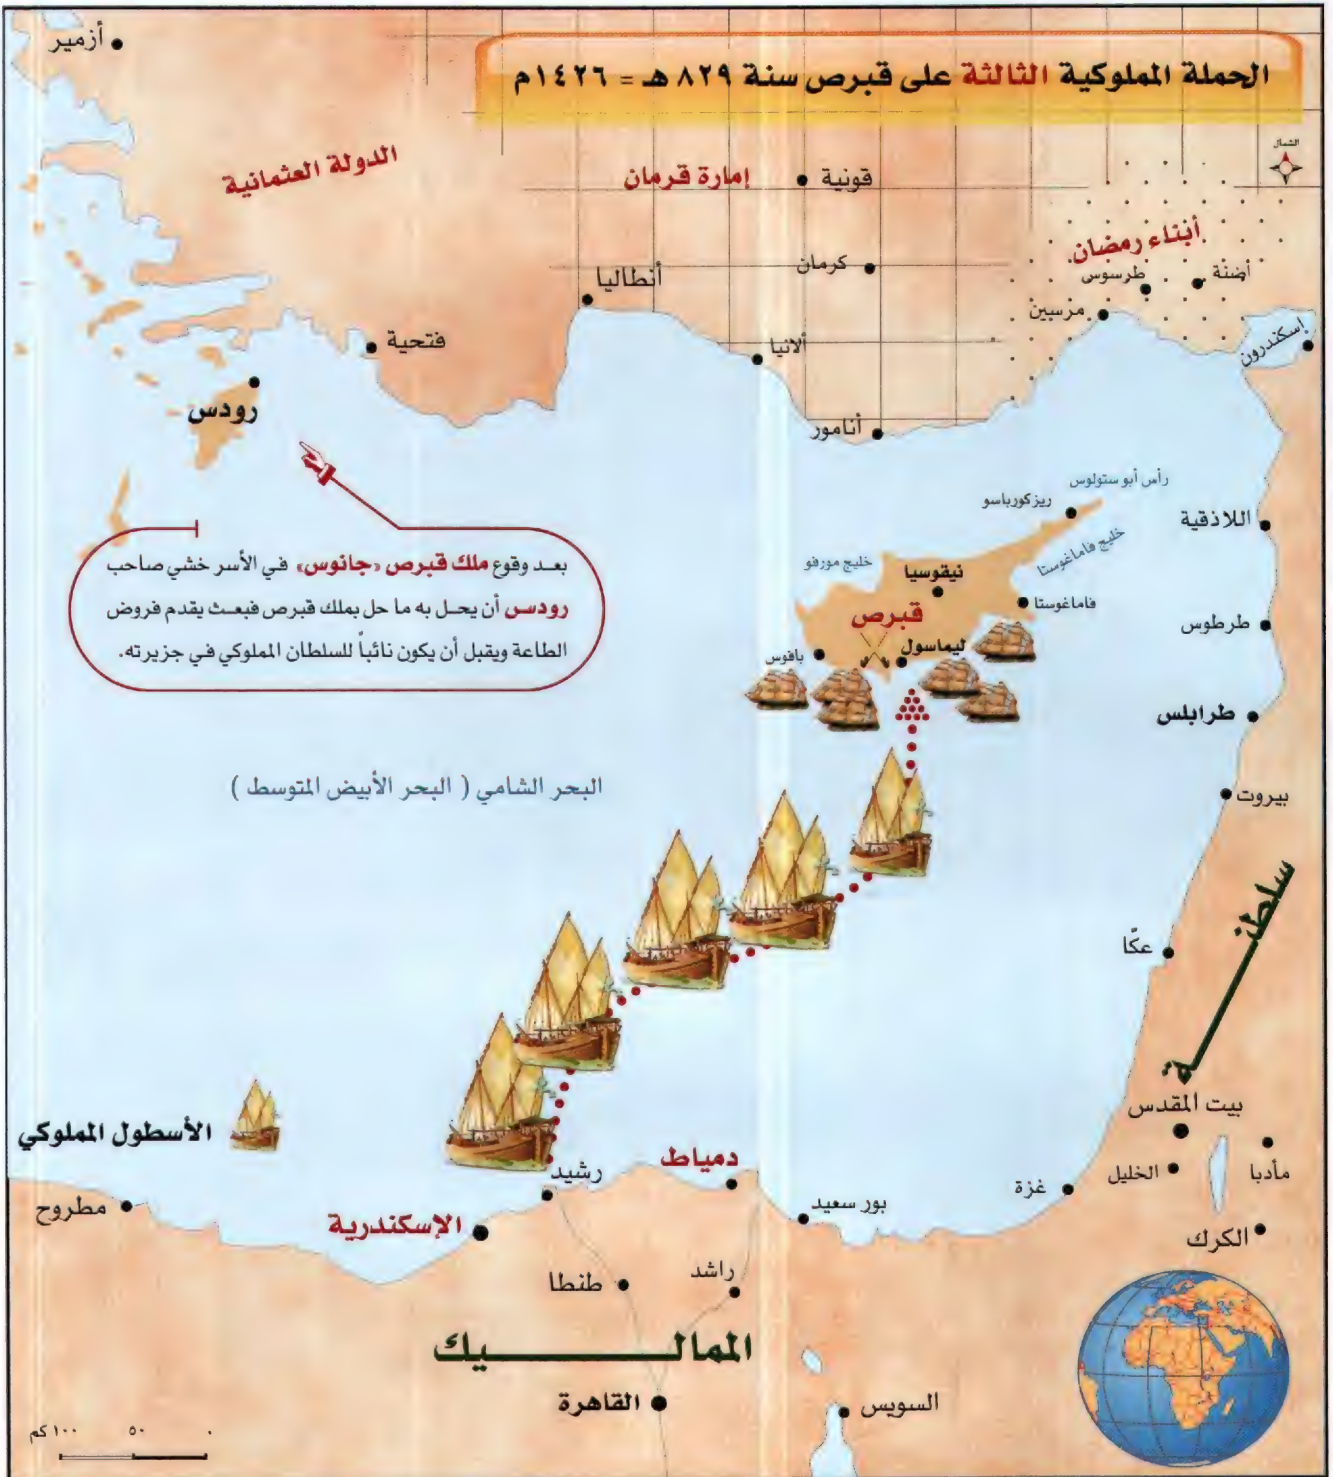 الحملة المملوكية الثالثة على قبرص سنة ٨٢٩ هـ = ١٤٢٦م
أزمير
الشمال
الدولة العثمانية
إمارة قرمان
قونية
أبناء رمضان
كرمان
طرسوس
أضنة
أنطاليا
مرسين
إسكندرون
فتحية
ألانيا
رودس
أنامور
رأس أبو ستولوس
ريزكورباسو
اللاذقية
خليج فاماغوستا
خليج مورفو
نيقوسيا
بعد وقوع ملك قبرص «جانوس» في الأسر خشي صاحب
رودس أن يحل به ما حل بملك قبرص فبعث يقدم فروض
الطاعة ويقبل أن يكون نائباً للسلطان المملوكي في جزيرته.
قبرص
فاماغوستا
طرطوس
ليماسول
بافوس
طرابلس
البحر الشامي ( البحر الأبيض المتوسط )
بيروت
سلطنـــة
عكّا
بيت المقدس
الأسطول المملوكي
رشيد
دمياط
غزة
الخليل
مأدبا
مطروح
الإسكندرية
بور سعيد
الكرك
طنطا
راشد
المماليك
القاهرة
السويس
٠ ٥٠ ١٠٠ كم